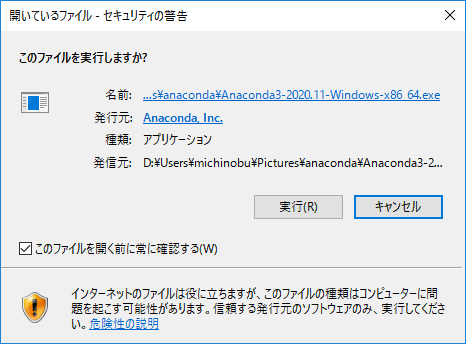 開いているファイル - セキュリティの警告
このファイルを実行しますか?
名前: ...s¥anaconda¥Anaconda3-2020.11-Windows-x86_64.exe
発行元: Anaconda, Inc.
種類: アプリケーション
発信元: D:¥Users¥michinobu¥Pictures¥anaconda¥Anaconda3-2...
実行(R) キャンセル
このファイルを開く前に常に確認する(W)
インターネットのファイルは役に立ちますが、このファイルの種類はコンピューターに問
題を起こす可能性があります。信頼する発行元のソフトウェアのみ、実行してくださ
い。危険性の説明